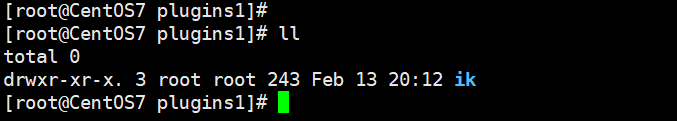 [root@CentOS7 plugins1]#
[root@CentOS7 plugins1]# ll
total 0
drwxr-xr-x. 3 root root 243 Feb 13 20:12 ik
[root@CentOS7 plugins1]#